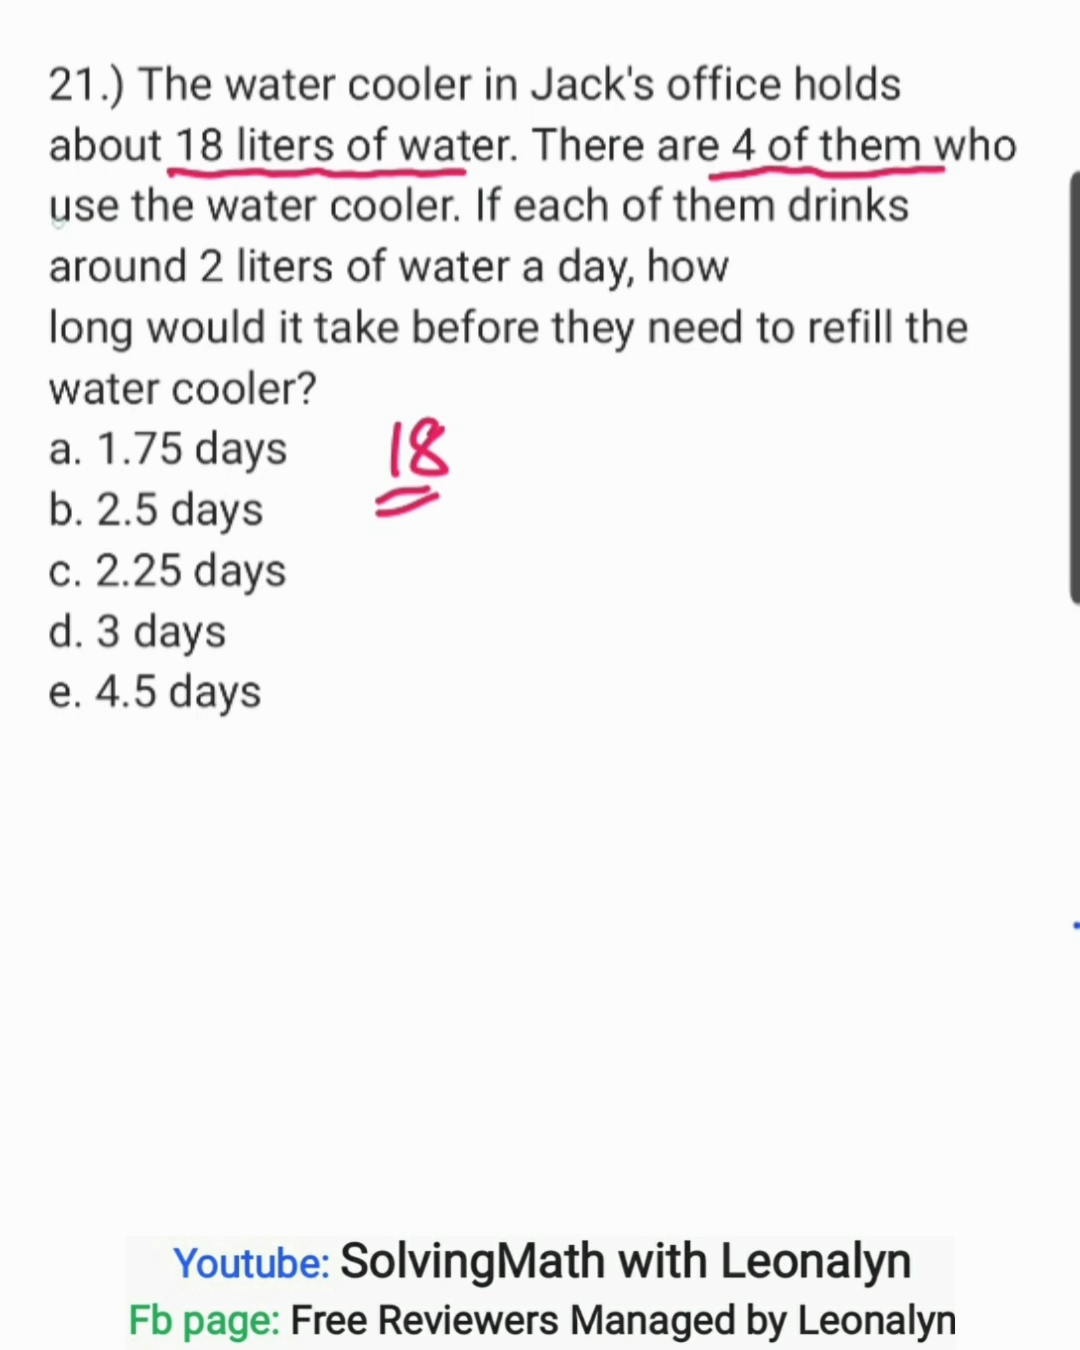 21.) The water cooler in Jack's office holds
about 18 liters of water. There are 4 of them who
use the water cooler. If each of them drinks
around 2 liters of water a day, how
long would it take before they need to refill the
water cooler?
a. 1.75 days
18
b. 2.5 days
c. 2.25 days
d. 3 days
e. 4.5 days
Youtube: SolvingMath with Leonalyn
Fb page: Free Reviewers Managed by Leonalyn